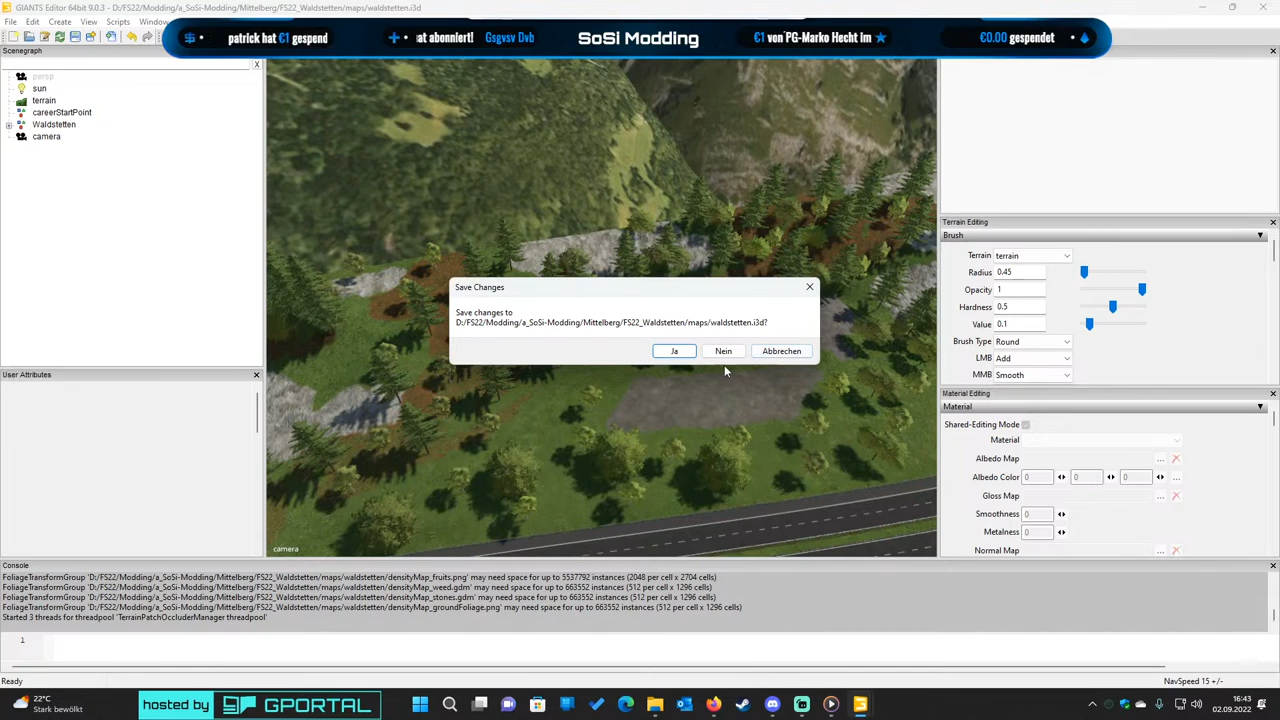 GIANTS Editor 64bit 9.0.3 - D:/FS22/Modding/a_SoSi-Modding/Mittelberg/FS22_Waldstetten/maps/waldstetten.i3d
File Edit Create View Scripts Window
patrick hat €1 gespend
at abonniert! Gsgvsv Dvb
SoSi Modding
€1 von PG-Marko Hecht im
€0.00 gespendet
Scenegraph
X
persp
sun
terrain
careerStartPoint
Waldstetten
camera
User Attributes
Save Changes
Save changes to
D:/FS22/Modding/a_SoSi-Modding/Mittelberg/FS22_Waldstetten/maps/waldstetten.i3d?
Ja Nein Abbrechen
camera
Terrain Editing
Brush
Terrain terrain
Radius 0.45
Opacity 1
Hardness 0.5
Value 0.1
Brush Type Round
LMB Add
MMB Smooth
Material Editing
Material
Shared-Editing Mode
Material
Albedo Map ...
Albedo Color 0 0 0 ...
Gloss Map ...
Smoothness 0
Metalness 0
Normal Map ...
Console
FoliageTransformGroup 'D:/FS22/Modding/a_SoSi-Modding/Mittelberg/FS22_Waldstetten/maps/waldstetten/densityMap_fruits.png' may need space for up to 5537792 instances (2048 per cell x 2704 cells)
FoliageTransformGroup 'D:/FS22/Modding/a_SoSi-Modding/Mittelberg/FS22_Waldstetten/maps/waldstetten/densityMap_weed.gdm' may need space for up to 663552 instances (512 per cell x 1296 cells)
FoliageTransformGroup 'D:/FS22/Modding/a_SoSi-Modding/Mittelberg/FS22_Waldstetten/maps/waldstetten/densityMap_stones.gdm' may need space for up to 663552 instances (512 per cell x 1296 cells)
FoliageTransformGroup 'D:/FS22/Modding/a_SoSi-Modding/Mittelberg/FS22_Waldstetten/maps/waldstetten/densityMap_groundFoliage.png' may need space for up to 663552 instances (512 per cell x 1296 cells)
Started 3 threads for threadpool 'TerrainPatchOccluderManager threadpool'
1
Ready
NavSpeed 15 +/-
22°C
Stark bewölkt
hosted by GPORTAL
16:43
02.09.2022